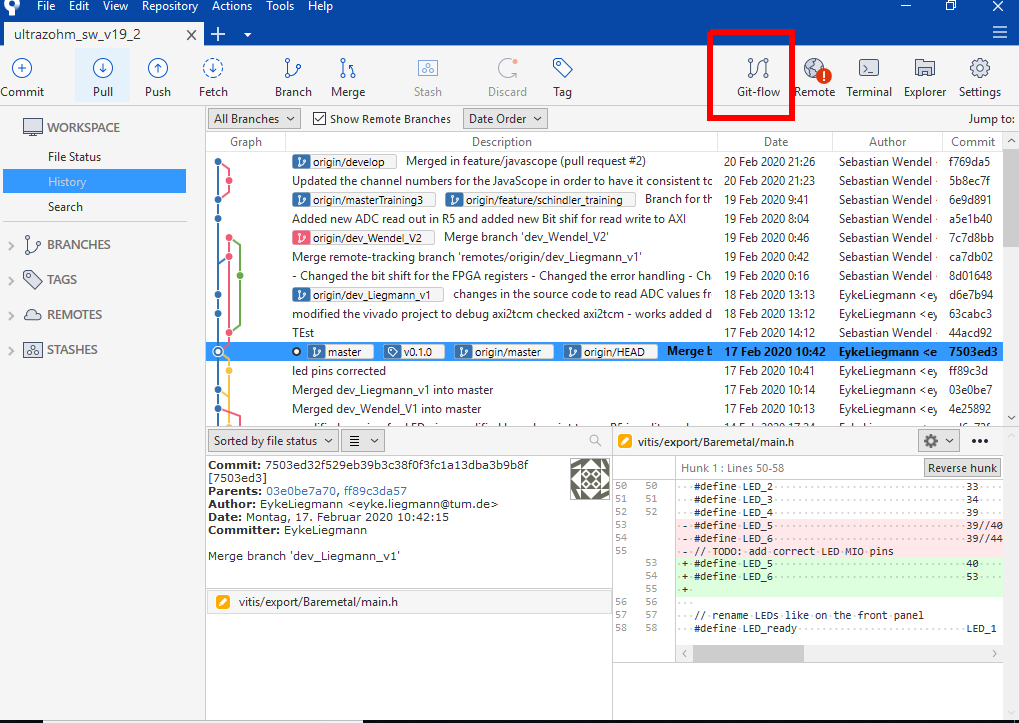 File Edit View Repository Actions Tools Help
ultrazohm_sw_v19_2
Commit Pull Push Fetch Branch Merge Stash Discard Tag Git-flow Remote Terminal Explorer Settings
All Branches Show Remote Branches Date Order Jump to:
Graph Description Date Author Commit
origin/develop Merged in feature/javascope (pull request #2) 20 Feb 2020 21:26 Sebastian Wendel f769da5
Updated the channel numbers for the JavaScope in order to have it consistent to 20 Feb 2020 21:23 Sebastian Wendel 5b8ec7f
origin/masterTraining3 origin/feature/schindler_training Branch for th 19 Feb 2020 9:41 Sebastian Wendel 6e9d891
Added new ADC read out in R5 and added new Bit shif for read write to AXI 19 Feb 2020 8:04 Sebastian Wendel a5e1b40
origin/dev_Wendel_V2 Merge branch 'dev_Wendel_V2' 19 Feb 2020 0:46 Sebastian Wendel 7c7d8bb
Merge remote-tracking branch 'remotes/origin/dev_Liegmann_v1' 19 Feb 2020 0:42 Sebastian Wendel ca7db02
- Changed the bit shift for the FPGA registers - Changed the error handling - Ch 19 Feb 2020 0:16 Sebastian Wendel 8d01648
origin/dev_Liegmann_v1 changes in the source code to read ADC values fr 18 Feb 2020 13:13 EykeLiegmann <ey d6e7b94
modified the vivado project to debug axi2tcm checked axi2tcm - works added d 18 Feb 2020 13:12 EykeLiegmann <ey 63cabc3
TEst 17 Feb 2020 14:12 EykeLiegmann <ey 44acd92
master v0.1.0 origin/master origin/HEAD Merge b 17 Feb 2020 10:42 EykeLiegmann <e 7503ed3
led pins corrected 17 Feb 2020 10:41 EykeLiegmann <ey ff89c3d
Merged dev_Liegmann_v1 into master 17 Feb 2020 10:14 EykeLiegmann <ey 03e0be7
Merged dev_Wendel_V1 into master 17 Feb 2020 10:13 EykeLiegmann <ey 4e25892
WORKSPACE
File Status
History
Search
BRANCHES
TAGS
REMOTES
STASHES
Sorted by file status
Commit: 7503ed32f529eb39b3c38f0f3fc1a13dba3b9b8f
[7503ed3]
Parents: 03e0be7a70, ff89c3da57
Author: EykeLiegmann <eyke.liegmann@tum.de>
Date: Montag, 17. Februar 2020 10:42:15
Committer: EykeLiegmann
Merge branch 'dev_Liegmann_v1'
vitis/export/Baremetal/main.h
vitis/export/Baremetal/main.h
Hunk 1 : Lines 50-58 Reverse hunk
50 50 #define LED_2 33
51 51 #define LED_3 34
52 52 #define LED_4 39
53 - #define LED_5 39//40
54 - #define LED_6 39//44
55 - // TODO: add correct LED MIO pins
53 + #define LED_5 40
54 + #define LED_6 53
55 +
56 56
57 57 // rename LEDs like on the front panel
58 58 #define LED_ready LED_1